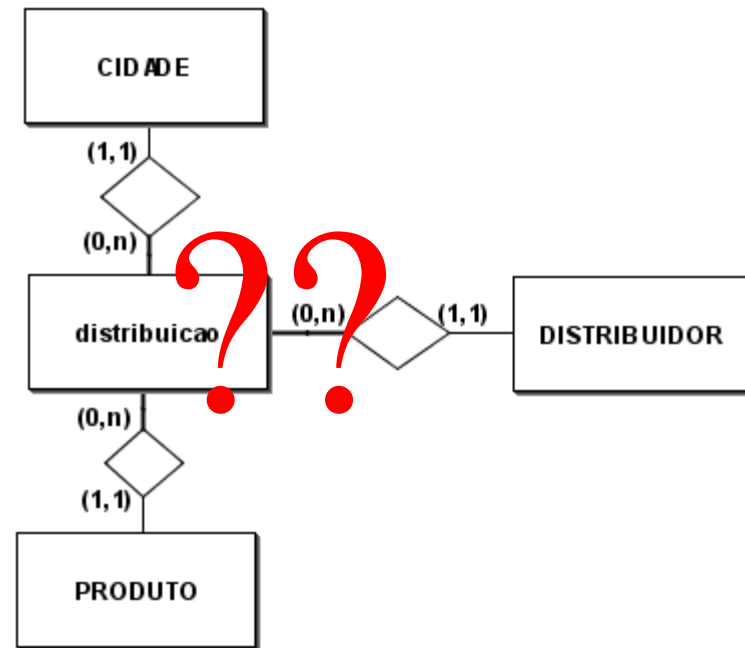 CIDADE
(1,1)
(0,n)
??
distribuicao
(0,n)
(1,1)
DISTRIBUIDOR
(0,n)
(1,1)
PRODUTO